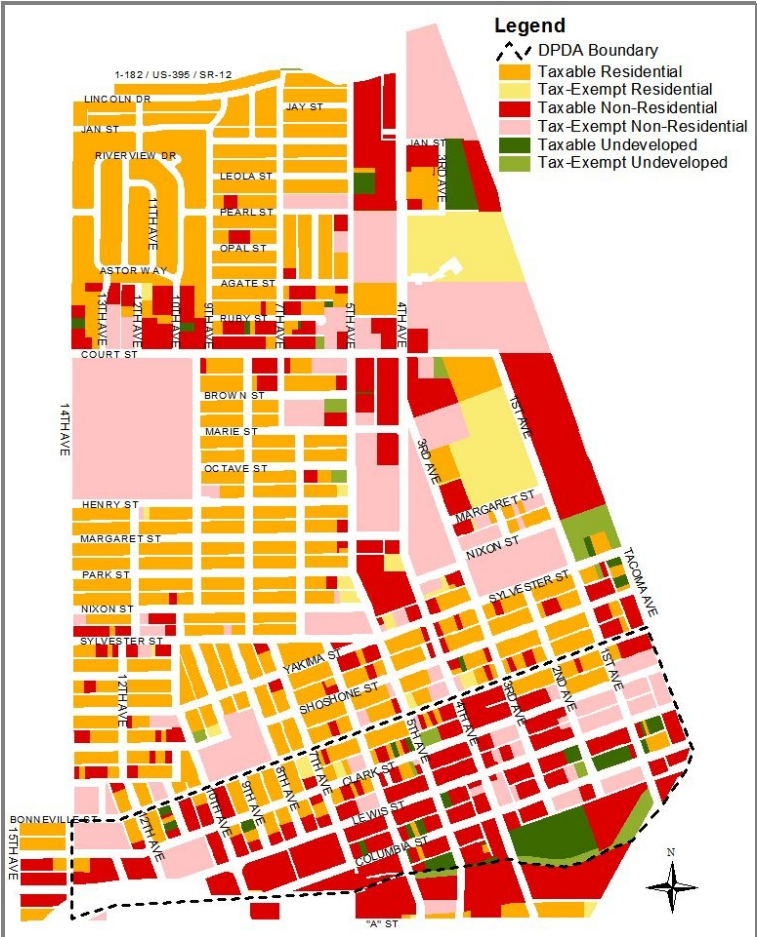 Legend
DPDA Boundary
Taxable Residential
Tax-Exempt Residential
Taxable Non-Residential
Tax-Exempt Non-Residential
Taxable Undeveloped
Tax-Exempt Undeveloped
1-182 / US-395 / SR-12
LINCOLN DR
JAY ST
JAN ST
JAN ST
RIVERVIEW DR
3RD AVE
LEOLA ST
11TH AVE
PEARL ST
OPAL ST
ASTOR WAY
AGATE ST
13TH AVE
12TH AVE
10TH AVE
9TH AVE
RUBY ST
7TH AVE
5TH AVE
4TH AVE
COURT ST
BROWN ST
14TH AVE
1ST AVE
MARIE ST
3RD AVE
OCTAVE ST
HENRY ST
MARGARET ST
MARGARET ST
NIXON ST
PARK ST
TACOMA AVE
SYLVESTER ST
NIXON ST
SYLVESTER ST
YAKIMA ST
12TH AVE
SHOSHONE ST
1ST AVE
2ND AVE
3RD AVE
4TH AVE
5TH AVE
7TH AVE
CLARK ST
8TH AVE
9TH AVE
10TH AVE
LEWIS ST
BONNEVILLE ST
12TH AVE
15TH AVE
COLUMBIA ST
N
"A" ST